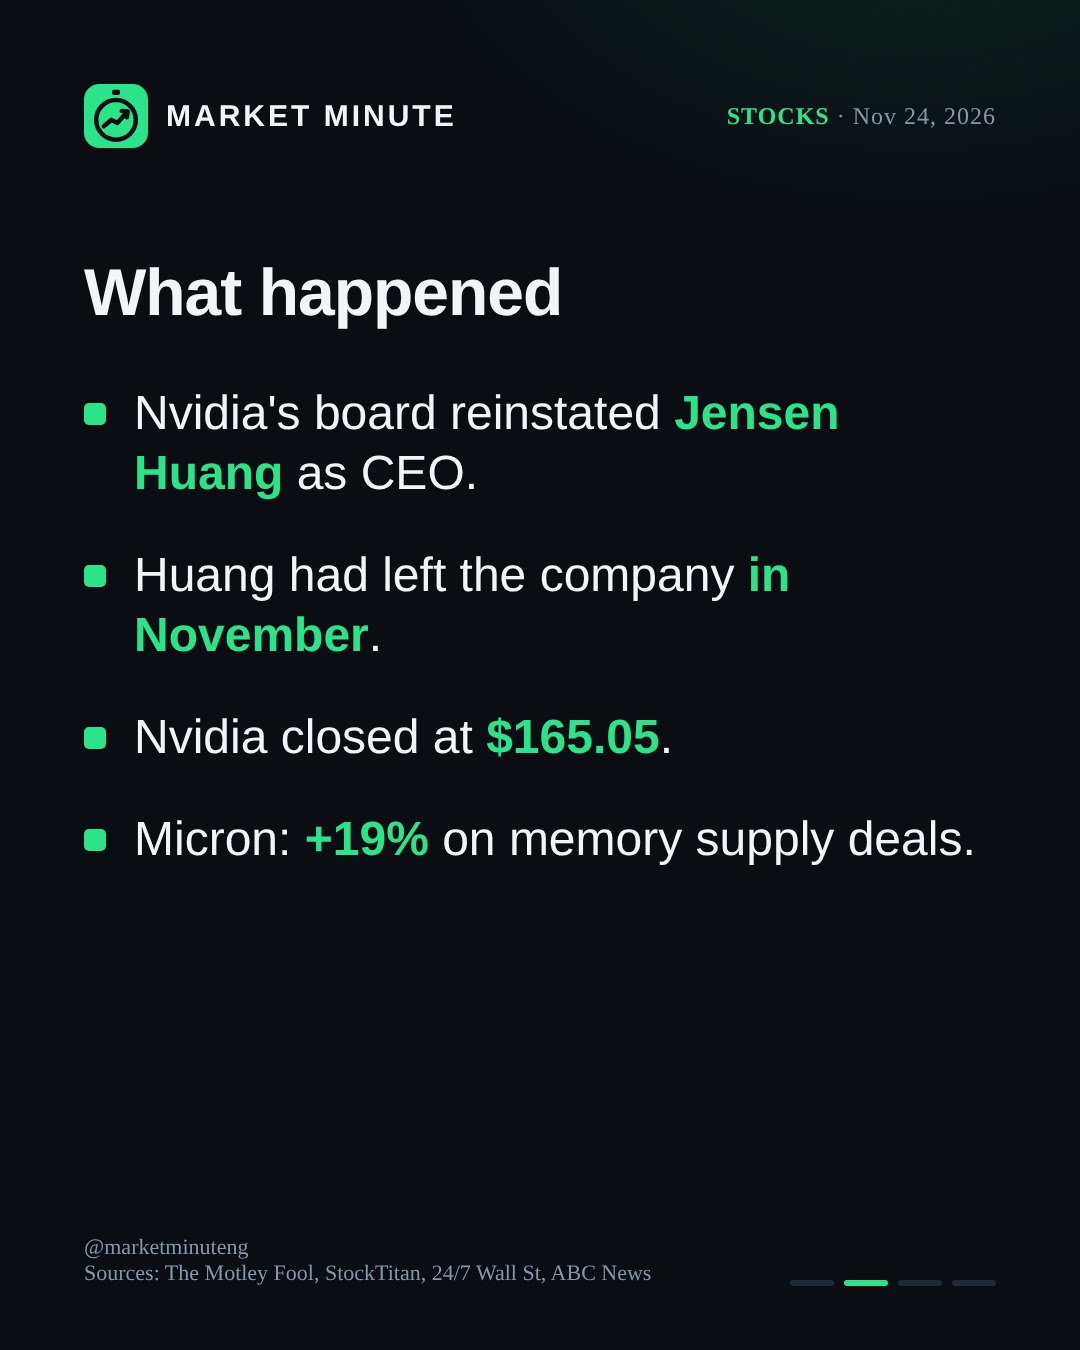 MARKET MINUTE
STOCKS · Nov 24, 2026
What happened
Nvidia's board reinstated Jensen
Huang as CEO.
Huang had left the company in
November.
Nvidia closed at $165.05.
Micron: +19% on memory supply deals.
@marketminuteng
Sources: The Motley Fool, StockTitan, 24/7 Wall St, ABC News